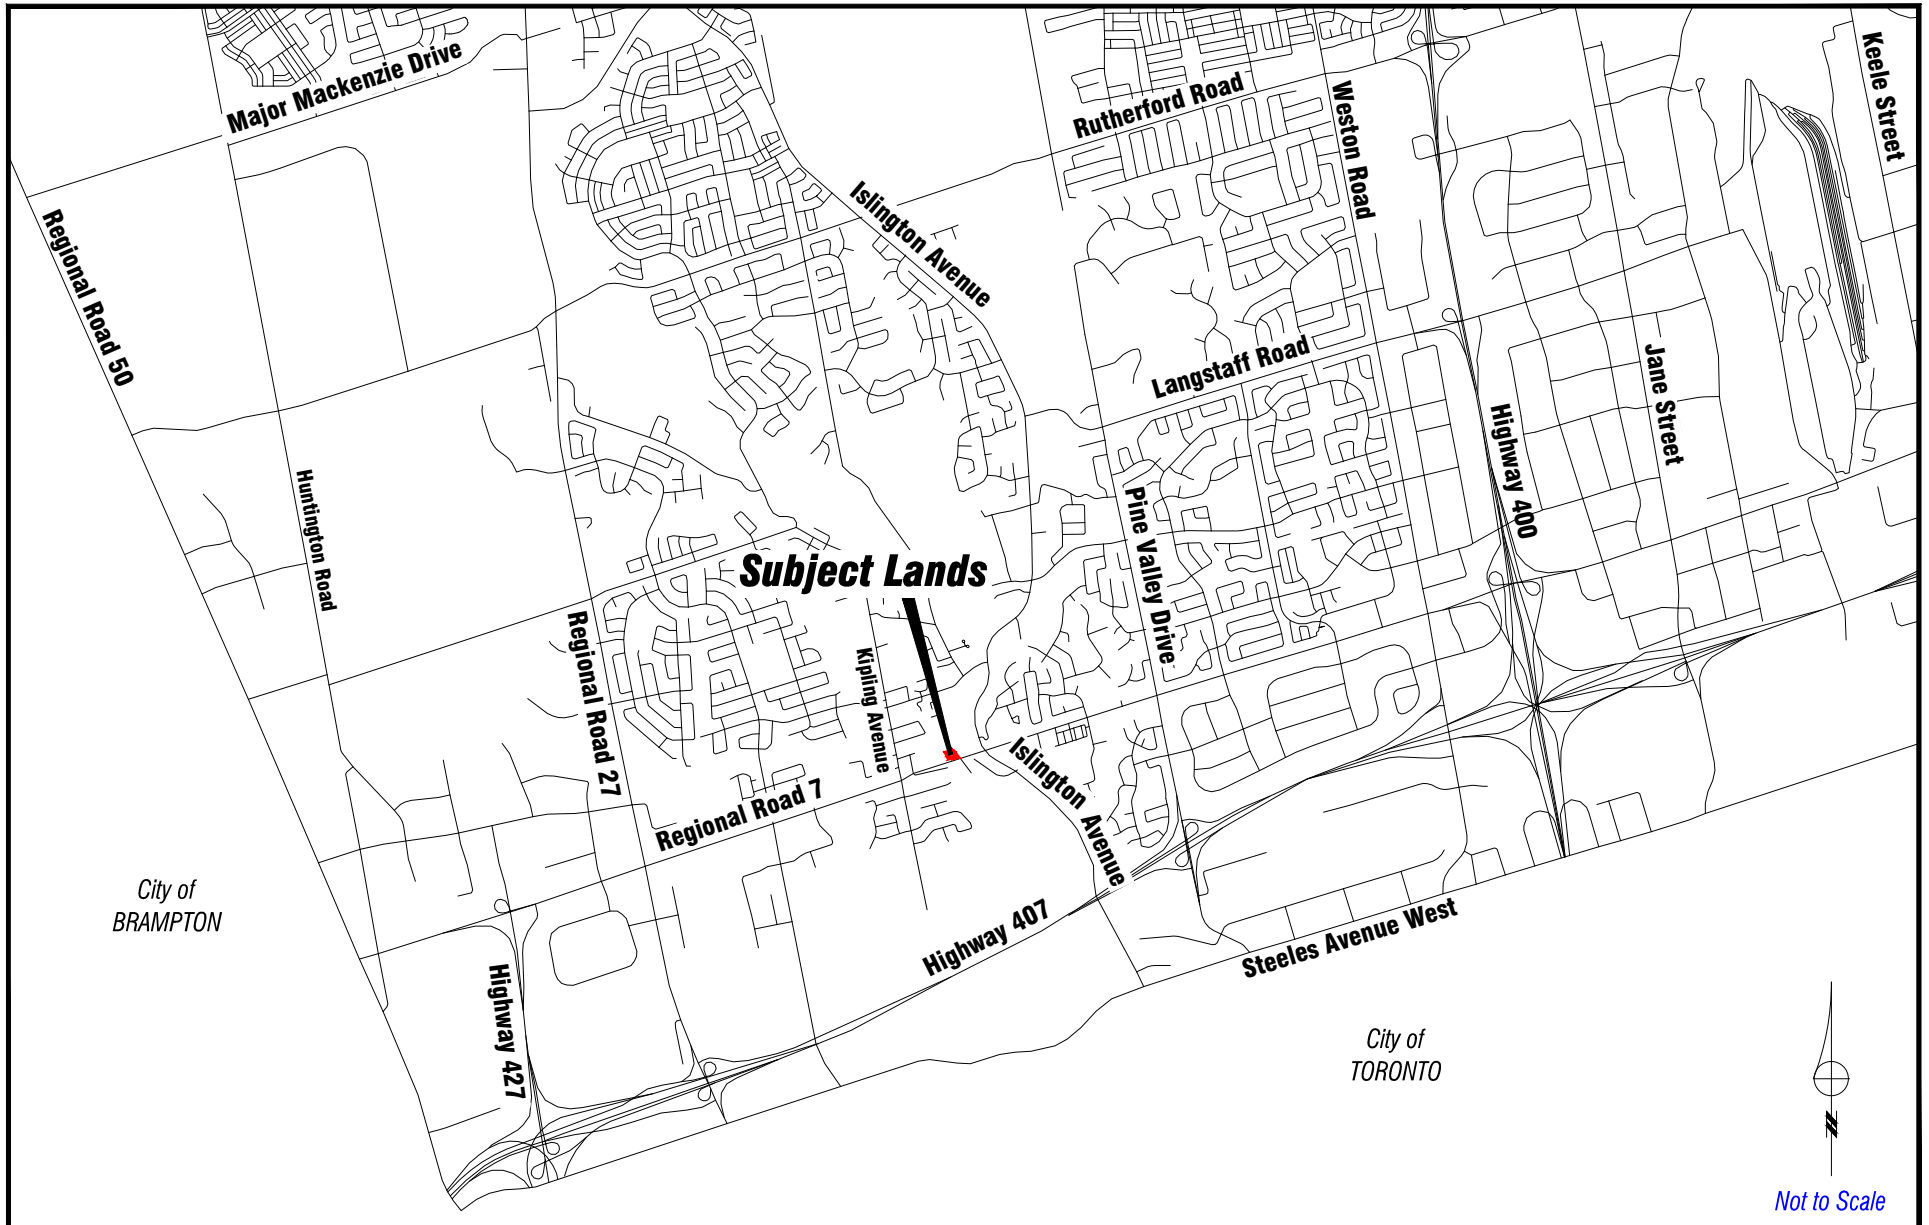 Major Mackenzie Drive
Rutherford Road
Weston Road
Keele Street
Islington Avenue
Regional Road 50
Langstaff Road
Jane Street
Highway 400
Huntington Road
Pine Valley Drive
Subject Lands
Regional Road 27
Kipling Avenue
Islington Avenue
Regional Road 7
City of
BRAMPTON
Highway 407
Steeles Avenue West
Highway 427
City of
TORONTO
N
Not to Scale